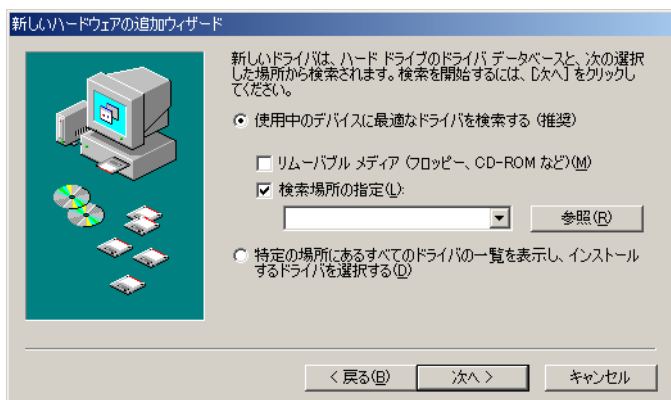 新しいハードウェアの追加ウィザード
新しいドライバは、ハード ドライブのドライバ データベースと、次の選択
した場所から検索されます。検索を開始するには、[次へ] をクリックし
てください。
使用中のデバイスに最適なドライバを検索する (推奨)
リムーバブル メディア (フロッピー、CD-ROM など)(M)
検索場所の指定(L):
参照(R)
特定の場所にあるすべてのドライバの一覧を表示し、インストール
するドライバを選択する(D)
< 戻る(B)
次へ >
キャンセル